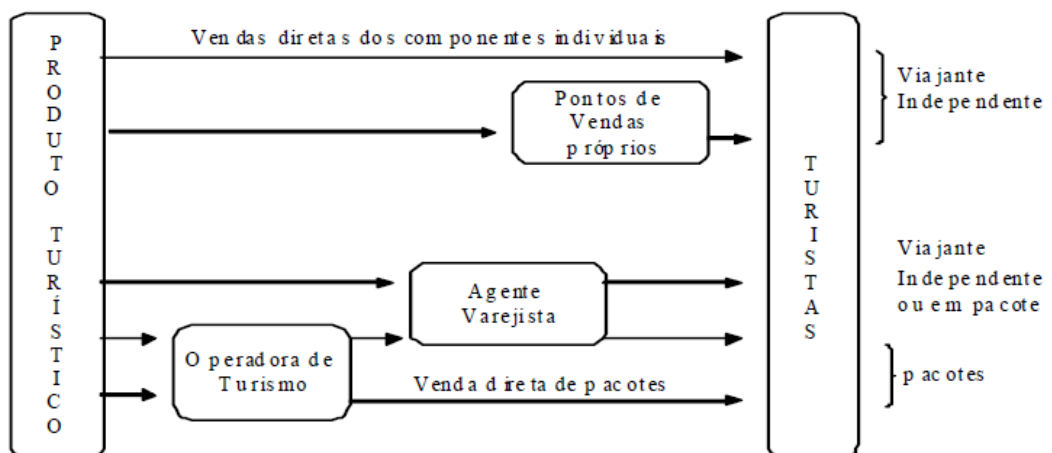 PRODUTO TURÍSTICO
Vendas diretas dos componentes individuais
Pontos de
Vendas
próprios
Agente
Varejista
Operadora de
Turismo
Venda direta de pacotes
TURISTAS
Viajante
Independente
Viajante
Independente
ou em pacote
pacotes